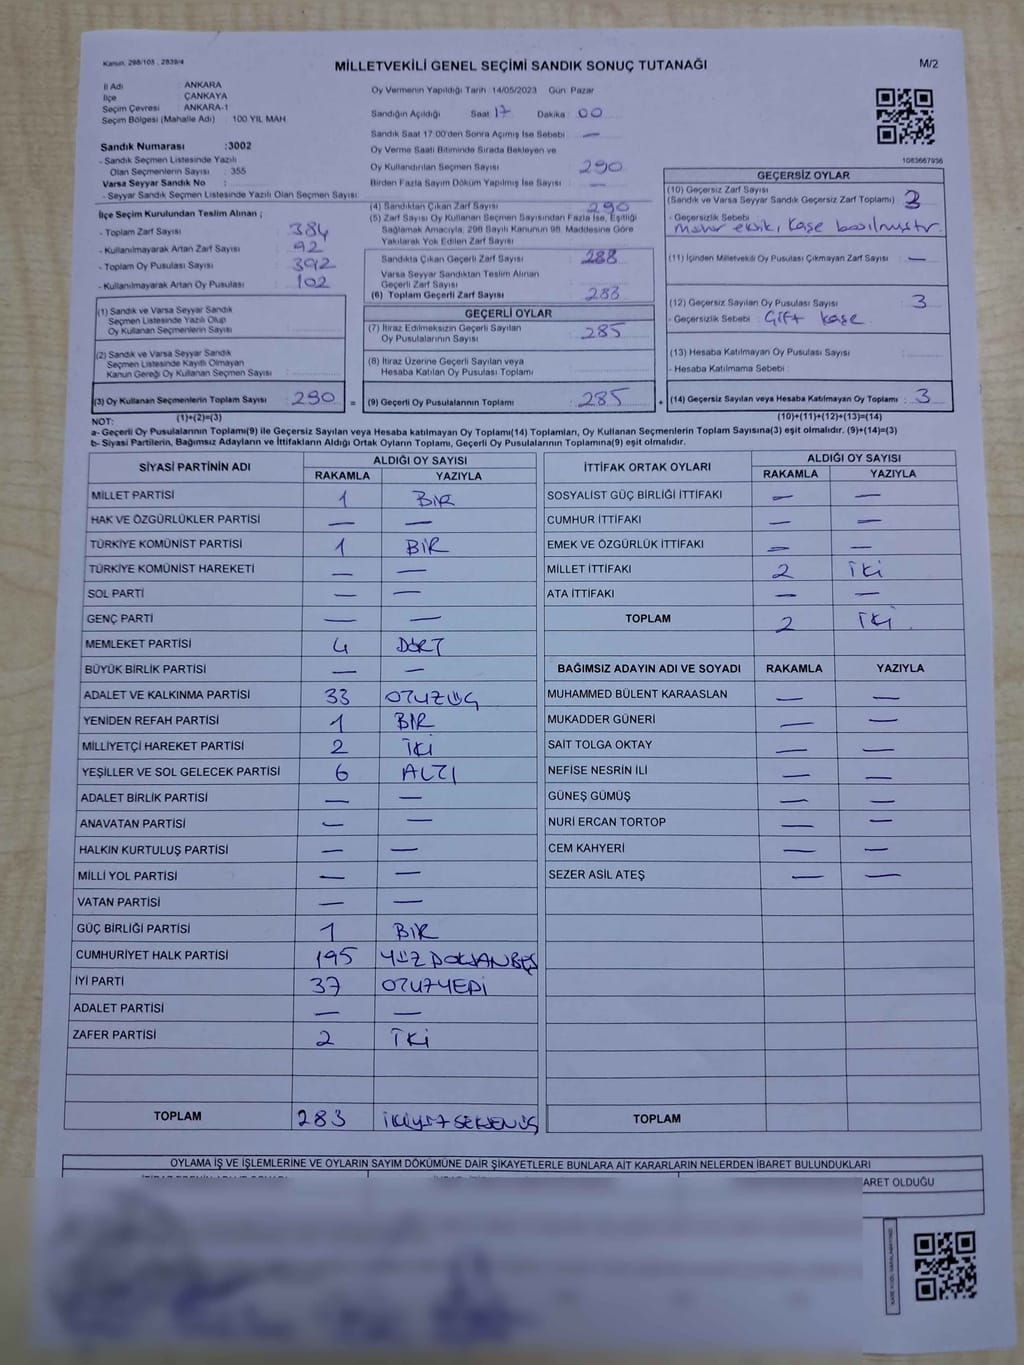 Kanun. 298/105 , 2839/4
MİLLETVEKİLİ GENEL SEÇİMİ SANDIK SONUÇ TUTANAĞI
M/2
İl Adı : ANKARA
İlçe : ÇANKAYA
Seçim Çevresi : ANKARA-1
Seçim Bölgesi (Mahalle Adı) : 100 YIL MAH
Sandık Numarası :3002
- Sandık Seçmen Listesinde Yazılı
Olan Seçmenlerin Sayısı : 355
Varsa Seyyar Sandık No :
- Seyyar Sandık Seçmen Listesinde Yazılı Olan Seçmen Sayısı
Oy Vermenin Yapıldığı Tarih :14/05/2023 Gün Pazar
Sandığın Açıldığı Saat 17 Dakika 00
Sandık Saat 17:00'den Sonra Açımış İse Sebebi —
Oy Verme Saati Bitiminde Sırada Bekleyen ve
Oy Kullandırılan Seçmen Sayısı 290
Birden Fazla Sayım Döküm Yapılmış İse Sayısı —
1083667936
İlçe Seçim Kurulundan Teslim Alınan ;
- Toplam Zarf Sayısı : 384
- Kullanılmayarak Artan Zarf Sayısı : 92
- Toplam Oy Pusulası Sayısı : 392
- Kullanılmayarak Artan Oy Pusulası : 102
(4) Sandıktan Çıkan Zarf Sayısı : 290
(5) Zarf Sayısı Oy Kullanan Seçmen Sayısından Fazla İse, Eşitliği
Sağlamak Amacıyla, 298 Sayılı Kanunun 98. Maddesine Göre
Yakılarak Yok Edilen Zarf Sayısı
Sandıkta Çıkan Geçerli Zarf Sayısı : 288
Varsa Seyyar Sandıktan Teslim Alınan
Geçerli Zarf Sayısı
(6) Toplam Geçerli Zarf Sayısı : 283
GEÇERSİZ OYLAR
(10) Geçersiz Zarf Sayısı
(Sandık ve Varsa Seyyar Sandık Geçersiz Zarf Toplamı) : 3
- Geçersizlik Sebebi
mühür eksik, kaşe basılmıştır.
(11) İçinden Milletvekili Oy Pusulası Çıkmayan Zarf Sayısı —
(12) Geçersiz Sayılan Oy Pusulası Sayısı : 3
- Geçersizlik Sebebi : Çift kaşe
(13) Hesaba Katılmayan Oy Pusulası Sayısı
- Hesaba Katılmama Sebebi :
(1) Sandık ve Varsa Seyyar Sandık
Seçmen Listesinde Yazılı Olup
Oy Kullanan Seçmenlerin Sayısı
(2) Sandık ve Varsa Seyyar Sandık
Seçmen Listesinde Kayıtlı Olmayan
Kanun Gereği Oy Kullanan Seçmen Sayısı
GEÇERLİ OYLAR
(7) İtiraz Edilmeksizin Geçerli Sayılan
Oy Pusulalarının Sayısı : 285
(8) İtiraz Üzerine Geçerli Sayılan veya
Hesaba Katılan Oy Pusulası Toplamı
(3) Oy Kullanan Seçmenlerin Toplam Sayısı : 290 = (9) Geçerli Oy Pusulalarının Toplamı : 285 + (14) Geçersiz Sayılan veya Hesaba Katılmayan Oy Toplamı : 3
NOT: (1)+(2)=(3) (10)+(11)+(12)+(13)=(14)
a- Geçerli Oy Pusulalarının Toplamı(9) ile Geçersiz Sayılan veya Hesaba katılmayan Oy Toplamı(14) Toplamları, Oy Kullanan Seçmenlerin Toplam Sayısına(3) eşit olmalıdır. (9)+(14)=(3)
b- Siyasi Partilerin, Bağımsız Adayların ve İttifakların Aldığı Ortak Oyların Toplamı, Geçerli Oy Pusulalarının Toplamına(9) eşit olmalıdır.
SİYASİ PARTİNİN ADI ALDIĞI OY SAYISI
RAKAMLA YAZIYLA
MİLLET PARTİSİ 1 BİR
HAK VE ÖZGÜRLÜKLER PARTİSİ — —
TÜRKİYE KOMÜNİST PARTİSİ 1 BİR
TÜRKİYE KOMÜNİST HAREKETİ — —
SOL PARTİ — —
GENÇ PARTİ — —
MEMLEKET PARTİSİ 4 DÖRT
BÜYÜK BİRLİK PARTİSİ — —
ADALET VE KALKINMA PARTİSİ 33 OTUZÜÇ
YENİDEN REFAH PARTİSİ 1 BİR
MİLLİYETÇİ HAREKET PARTİSİ 2 İKİ
YEŞİLLER VE SOL GELECEK PARTİSİ 6 ALTI
ADALET BİRLİK PARTİSİ — —
ANAVATAN PARTİSİ — —
HALKIN KURTULUŞ PARTİSİ — —
MİLLİ YOL PARTİSİ — —
VATAN PARTİSİ — —
GÜÇ BİRLİĞİ PARTİSİ 1 BİR
CUMHURİYET HALK PARTİSİ 195 YÜZDOKSANBEŞ
İYİ PARTİ 37 OTUZYEDİ
ADALET PARTİSİ — —
ZAFER PARTİSİ 2 İKİ
TOPLAM 283 İKİYÜZSEKSENÜÇ
İTTİFAK ORTAK OYLARI ALDIĞI OY SAYISI
RAKAMLA YAZIYLA
SOSYALİST GÜÇ BİRLİĞİ İTTİFAKI — —
CUMHUR İTTİFAKI — —
EMEK VE ÖZGÜRLÜK İTTİFAKI — —
MİLLET İTTİFAKI 2 İKİ
ATA İTTİFAKI — —
TOPLAM 2 İKİ.
BAĞIMSIZ ADAYIN ADI VE SOYADI RAKAMLA YAZIYLA
MUHAMMED BÜLENT KARAASLAN — —
MUKADDER GÜNERİ — —
SAİT TOLGA OKTAY — —
NEFİSE NESRİN İLİ — —
GÜNEŞ GÜMÜŞ — —
NURİ ERCAN TORTOP — —
CEM KAHYERİ — —
SEZER ASİL ATEŞ — —
TOPLAM
OYLAMA İŞ VE İŞLEMLERİNE VE OYLARIN SAYIM DÖKÜMÜNE DAİR ŞİKAYETLERLE BUNLARA AİT KARARLARIN NELERDEN İBARET BULUNDUKLARI
ARET OLDUĞU